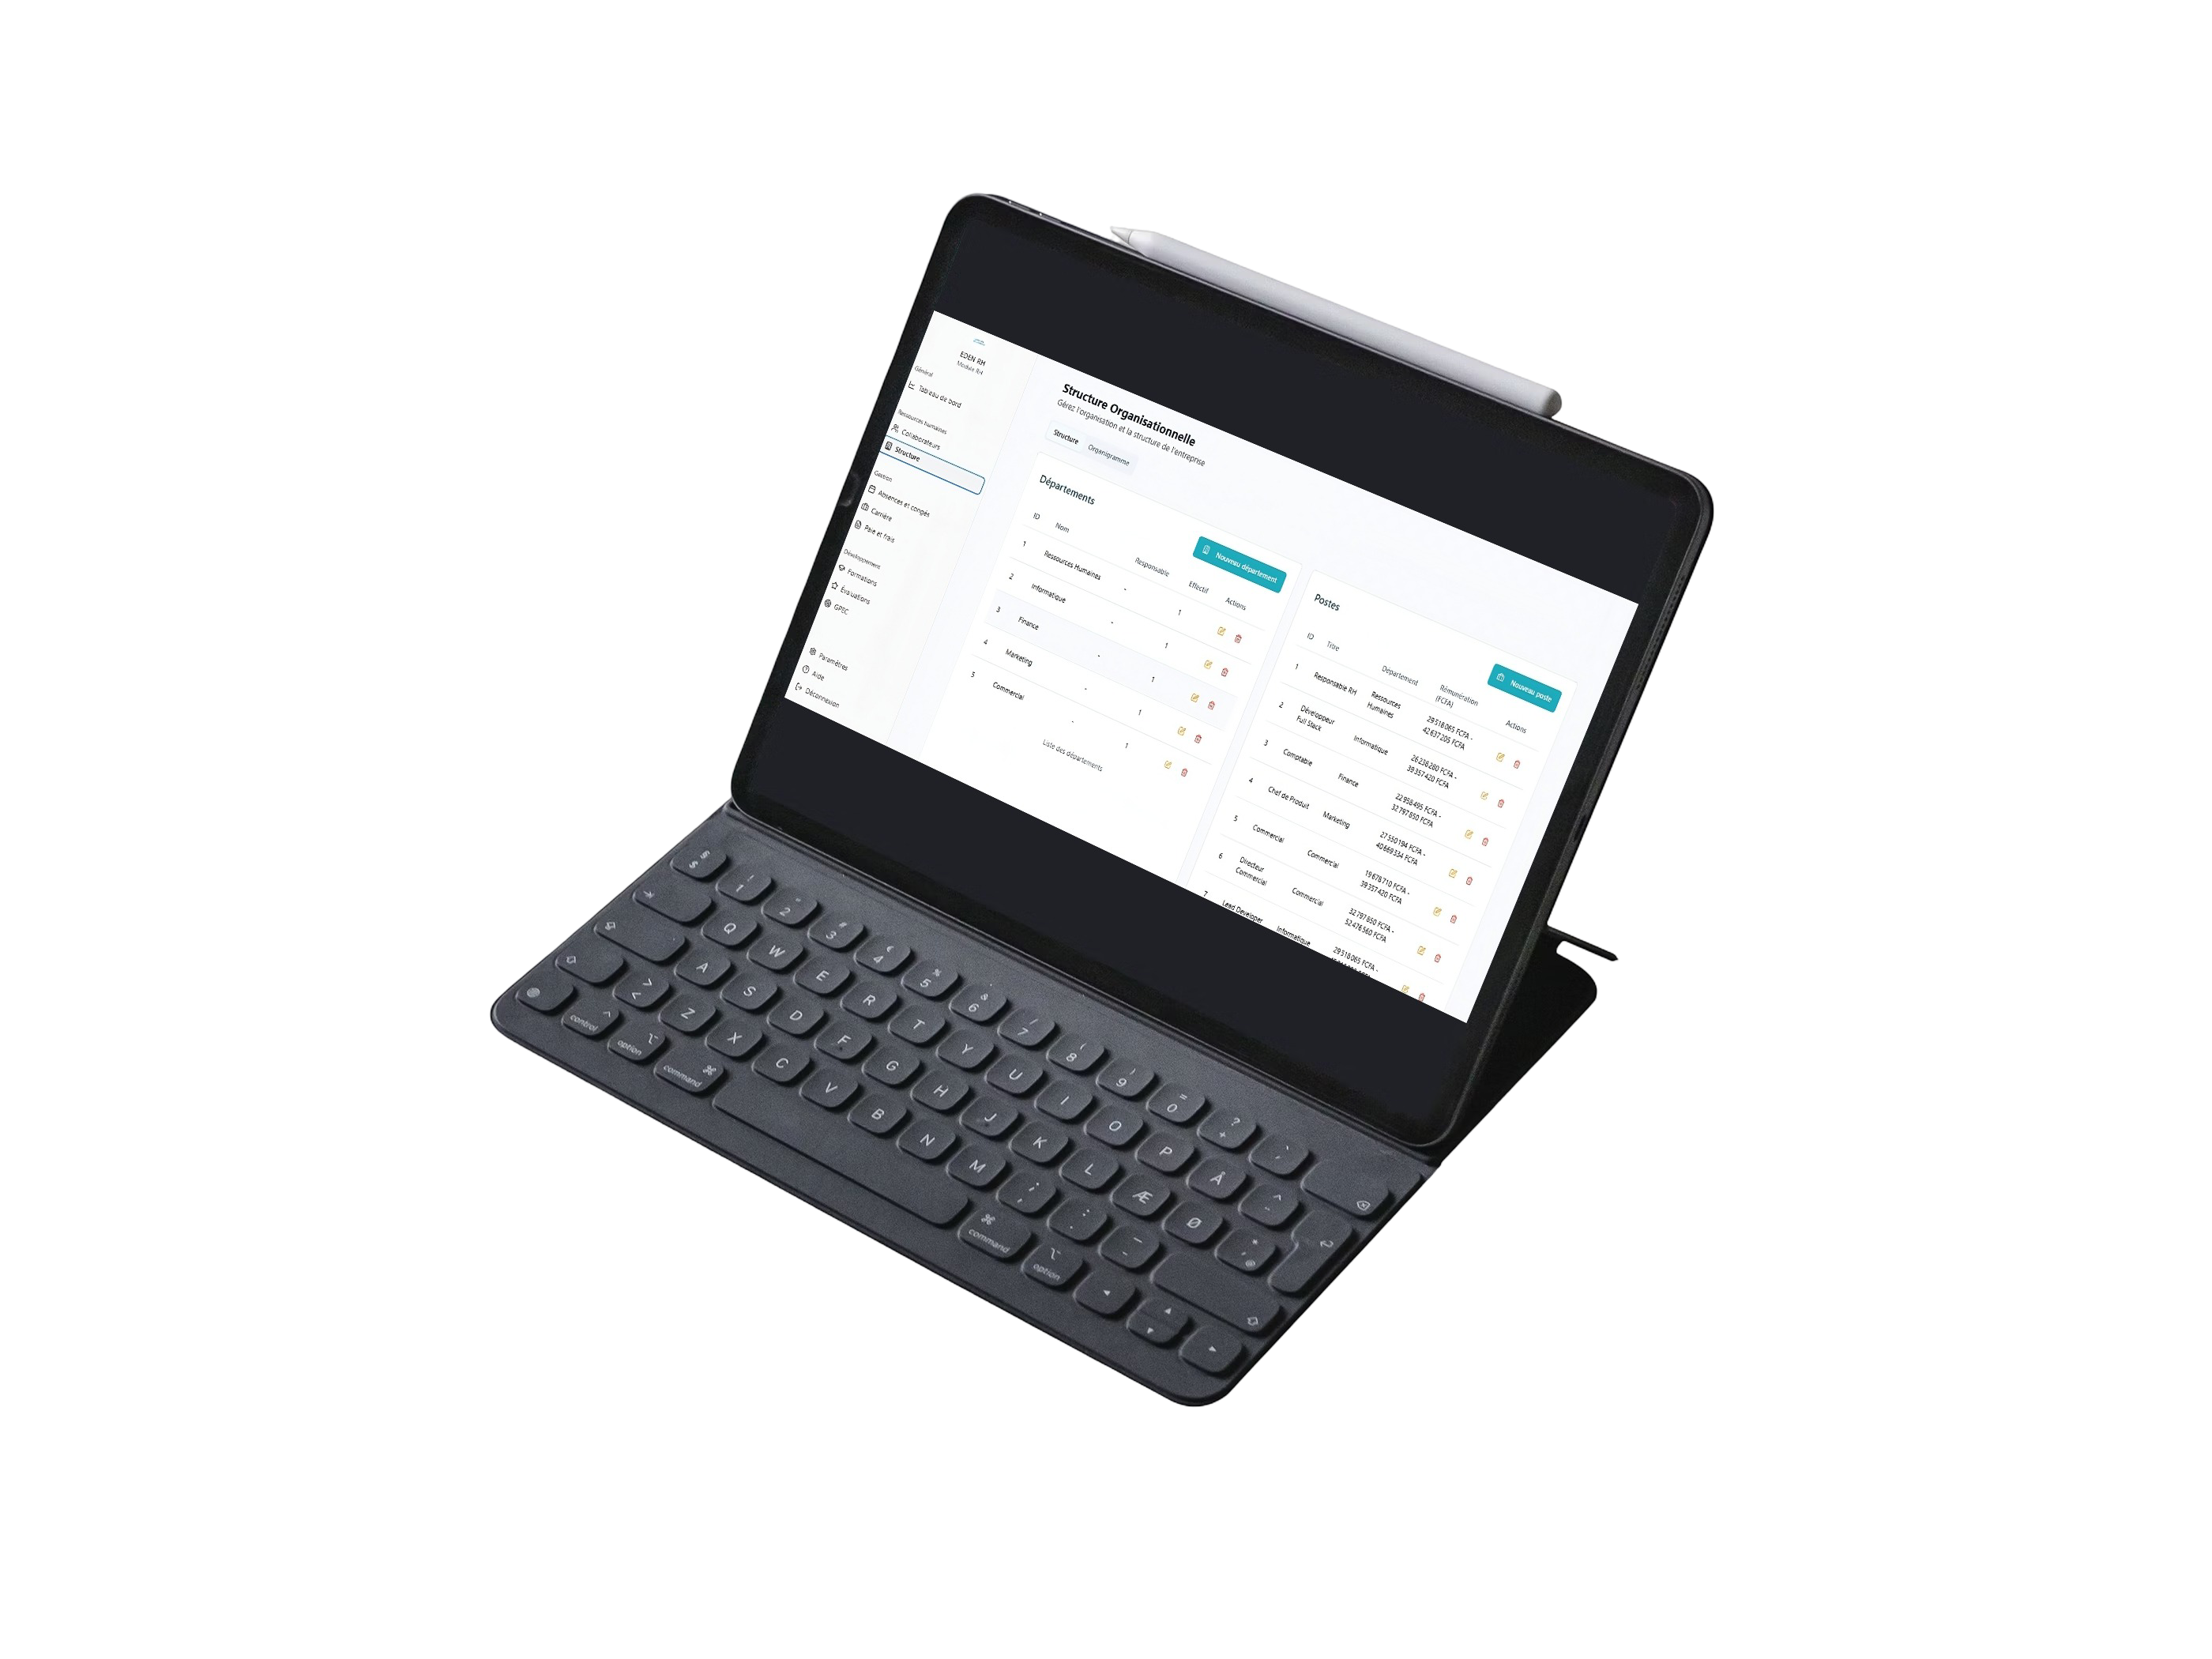 EDEN RH
Module RH
Général
Tableau de bord
Ressources humaines
Collaborateurs
Structure
Gestion
Absences et congés
Carrière
Paie et frais
Développement
Formations
Évaluations
GPEC
Paramètres
Aide
Déconnexion
Structure Organisationnelle
Gérez l'organisation et la structure de l'entreprise
Structure Organigramme
Départements
Nouveau département
ID Nom Responsable Effectif Actions
1 Ressources Humaines - 1
2 Informatique - 1
3 Finance - 1
4 Marketing - 1
5 Commercial - 1
Liste des départements
Postes
Nouveau poste
ID Titre Département Rémunération (FCFA) Actions
1 Responsable RH Ressources Humaines 29 518 065 FCFA - 42 637 205 FCFA
2 Développeur Full Stack Informatique 26 238 280 FCFA - 39 357 420 FCFA
3 Comptable Finance 22 958 495 FCFA - 32 797 850 FCFA
4 Chef de Produit Marketing 27 550 194 FCFA - 40 669 334 FCFA
5 Commercial Commercial 19 678 710 FCFA - 39 357 420 FCFA
6 Directeur Commercial Commercial 32 797 850 FCFA - 52 476 560 FCFA
7 Lead Developer Informatique 29 518 065 FCFA -
§ $ ! 1 " 2 # 3 € 4 % 5 & 6 / 7 ( 8 ) 9 = 0 ? +
Q W E R T Y U I O P Å ^ ¨
A S D F G H J K L Æ Ø * ' @
> < Z X C V B N M ; , : . _ -
control option command command option